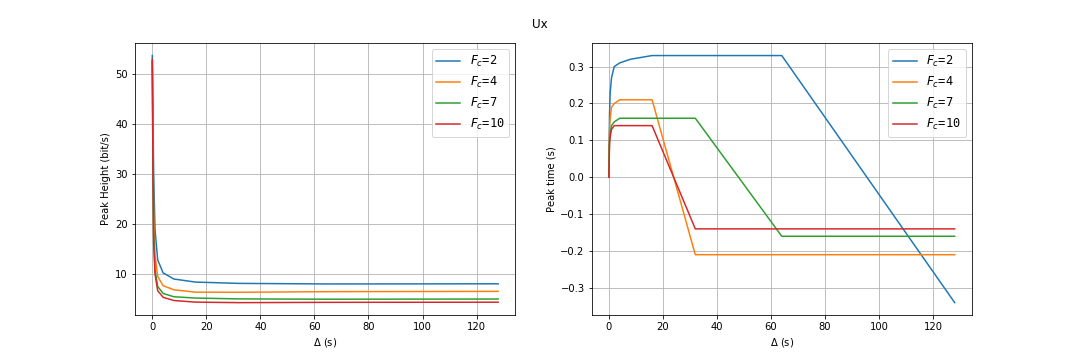 Ux
Peak Height (bit/s)
50
40
30
20
10
0 20 40 60 80 100 120
Δ (s)
F_c=2
F_c=4
F_c=7
F_c=10
Peak time (s)
0.3
0.2
0.1
0.0
−0.1
−0.2
−0.3
0 20 40 60 80 100 120
Δ (s)
F_c=2
F_c=4
F_c=7
F_c=10